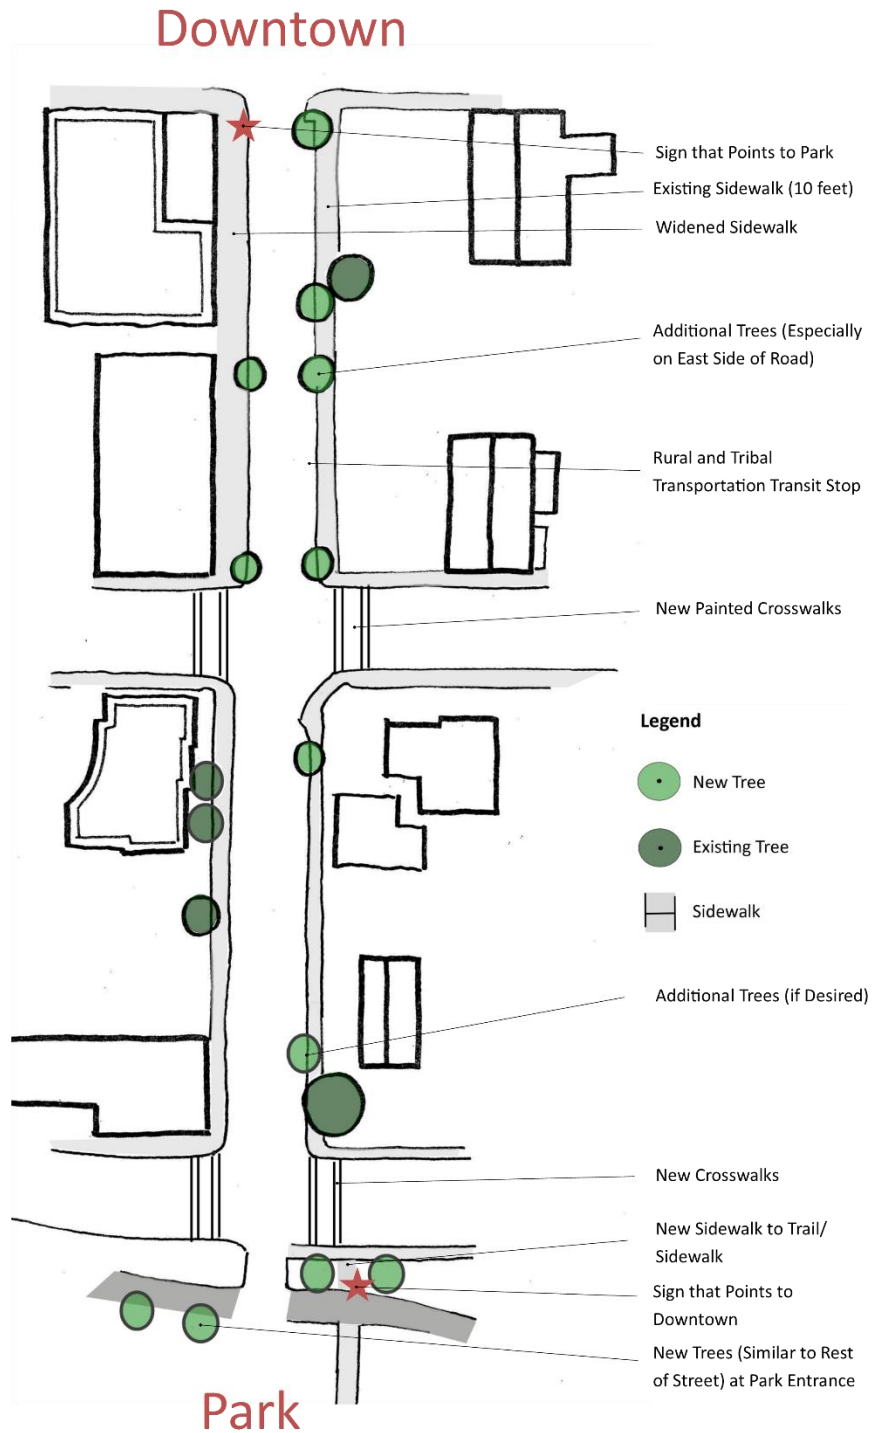 Downtown
Sign that Points to Park
Existing Sidewalk (10 feet)
Widened Sidewalk
Additional Trees (Especially
on East Side of Road)
Rural and Tribal
Transportation Transit Stop
New Painted Crosswalks
Legend
New Tree
Existing Tree
Sidewalk
Additional Trees (if Desired)
New Crosswalks
New Sidewalk to Trail/
Sidewalk
Sign that Points to
Downtown
New Trees (Similar to Rest
of Street) at Park Entrance
Park